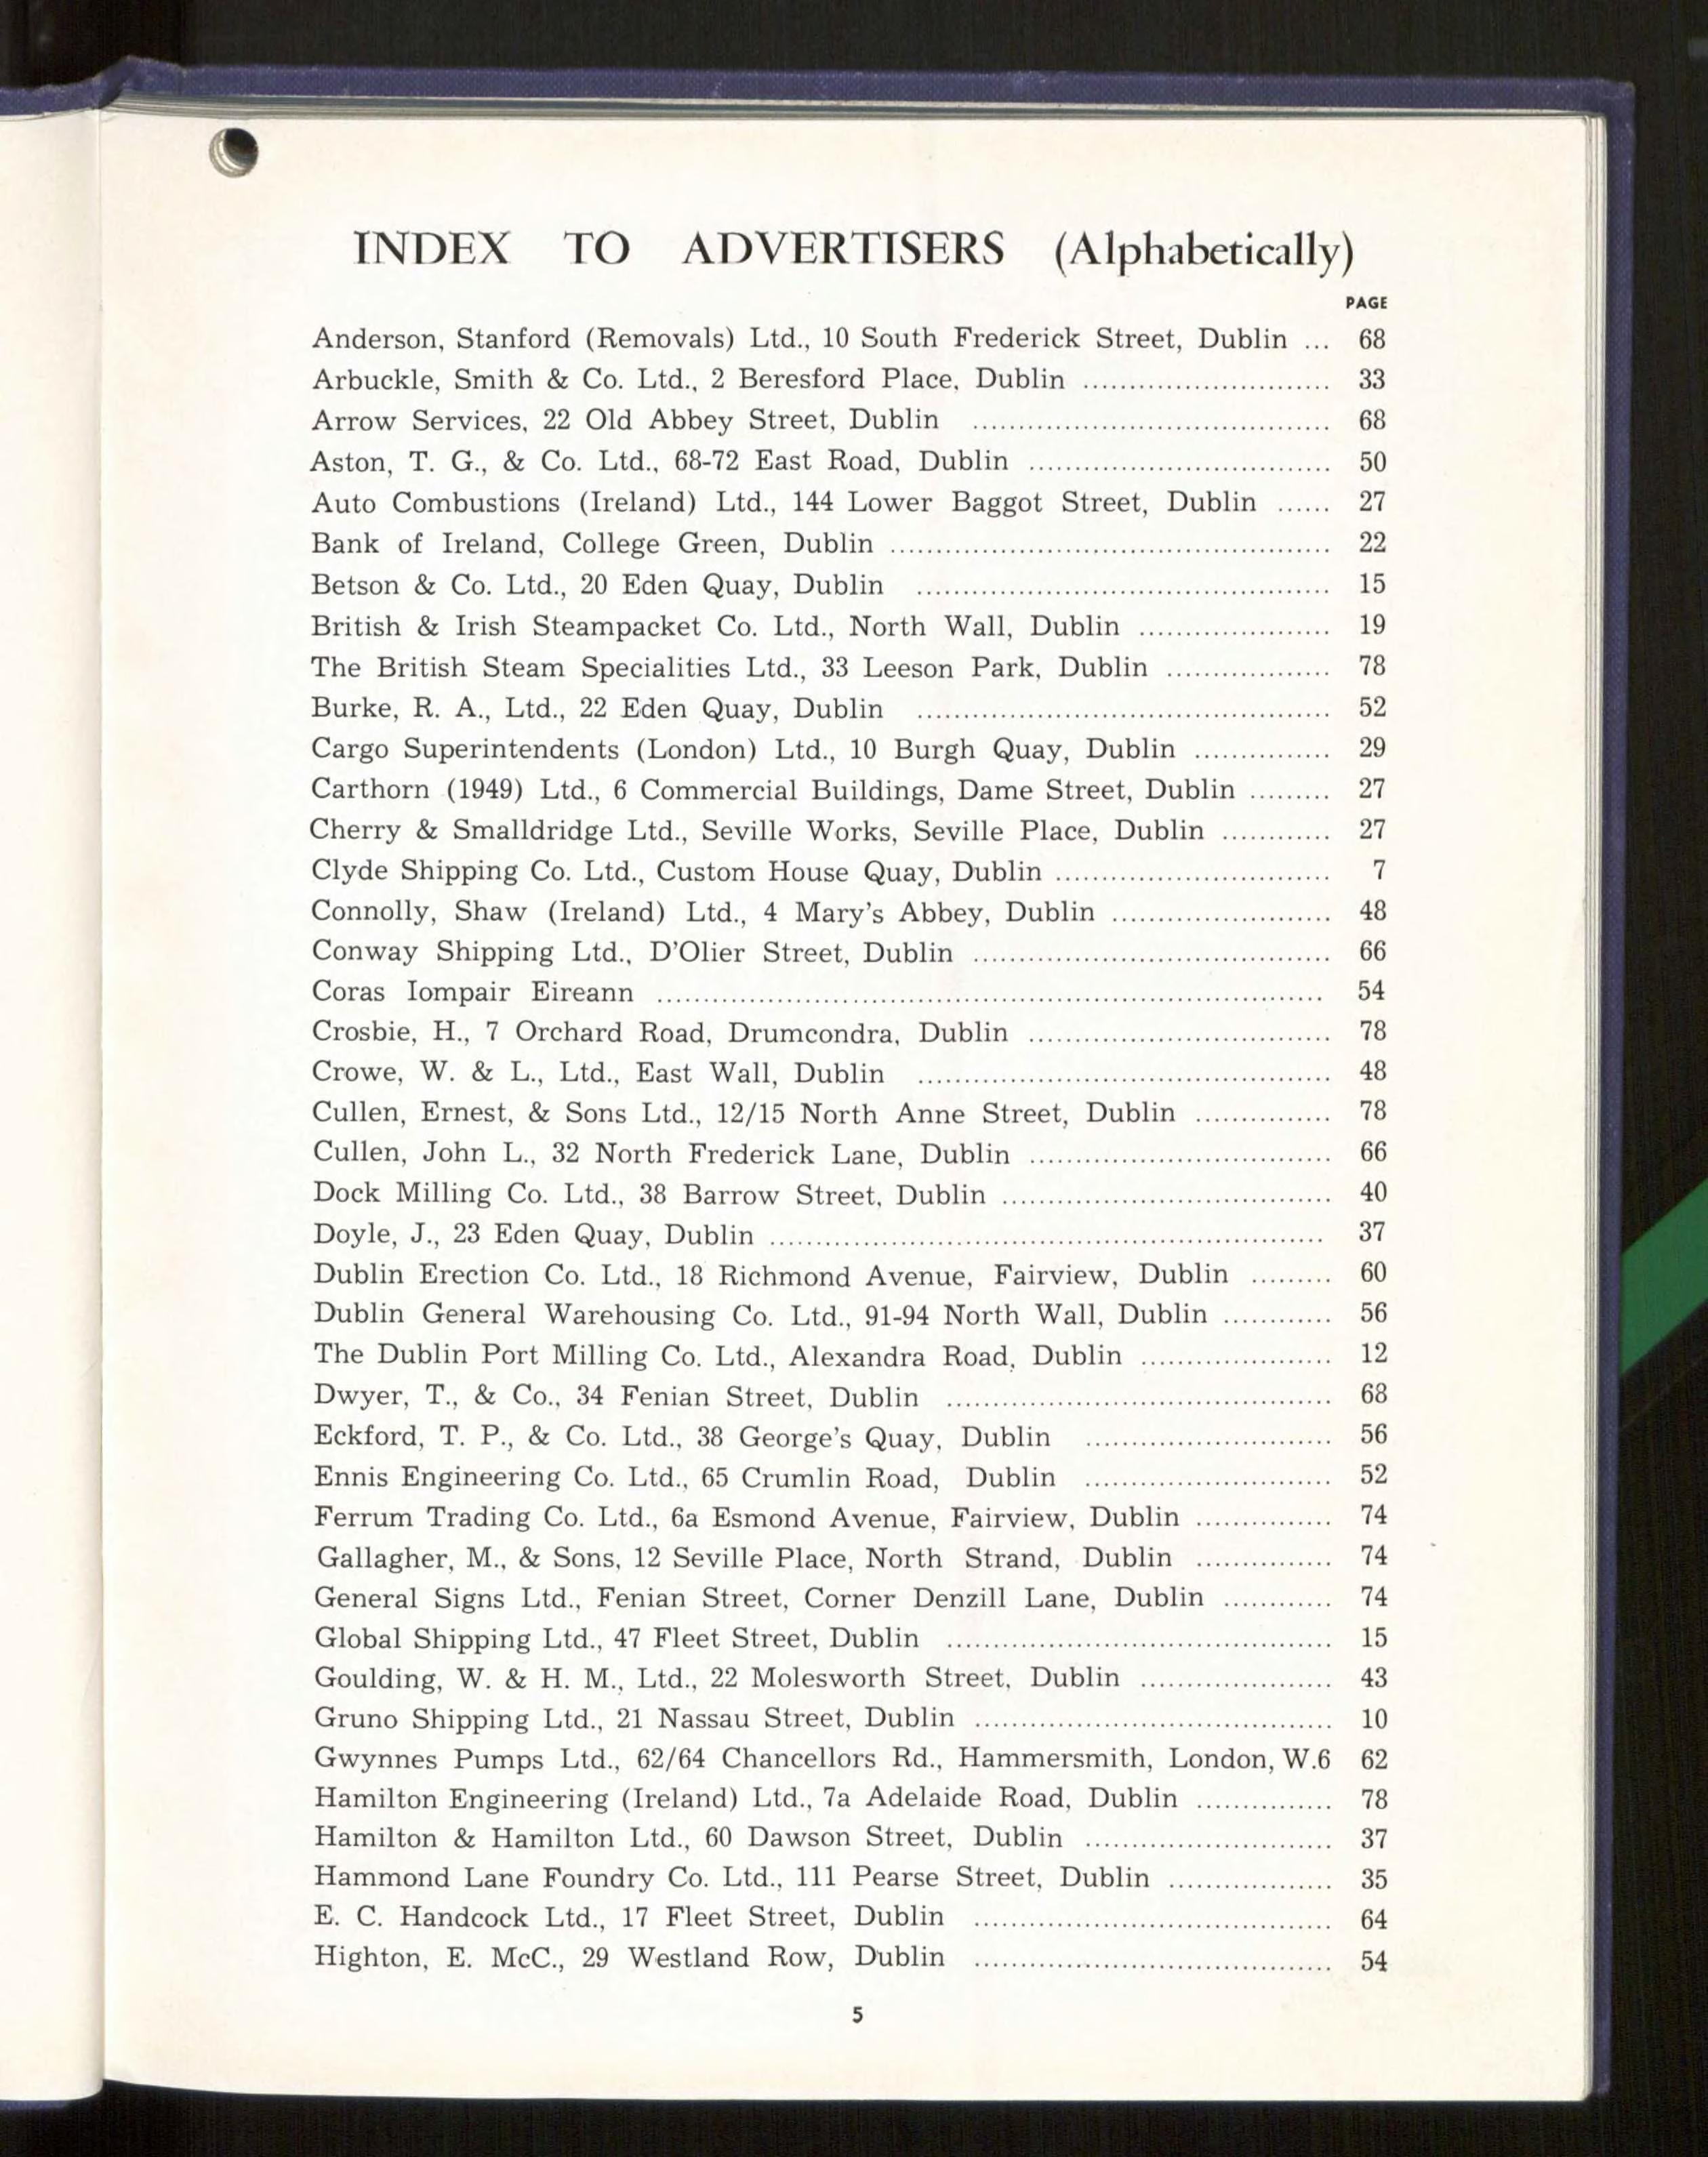 INDEX TO ADVERTISERS (Alphabetically)
PAGE
Anderson, Stanford (Removals) Ltd., 10 South Frederick Street, Dublin ... 68
Arbuckle, Smith & Co. Ltd., 2 Beresford Place, Dublin ........................... 33
Arrow Services, 22 Old Abbey Street, Dublin ....................................... 68
Aston, T. G., & Co. Ltd., 68-72 East Road, Dublin ................................. 50
Auto Combustions (Ireland) Ltd., 144 Lower Baggot Street, Dublin ...... 27
Bank of Ireland, College Green, Dublin ................................................ 22
Betson & Co. Ltd., 20 Eden Quay, Dublin ............................................. 15
British & Irish Steampacket Co. Ltd., North Wall, Dublin ..................... 19
The British Steam Specialities Ltd., 33 Leeson Park, Dublin .................. 78
Burke, R. A., Ltd., 22 Eden Quay, Dublin ............................................. 52
Cargo Superintendents (London) Ltd., 10 Burgh Quay, Dublin ............... 29
Carthorn (1949) Ltd., 6 Commercial Buildings, Dame Street, Dublin ......... 27
Cherry & Smalldridge Ltd., Seville Works, Seville Place, Dublin ............ 27
Clyde Shipping Co. Ltd., Custom House Quay, Dublin .............................. 7
Connolly, Shaw (Ireland) Ltd., 4 Mary's Abbey, Dublin ........................ 48
Conway Shipping Ltd., D'Olier Street, Dublin ....................................... 66
Coras Iompair Eireann ........................................................................ 54
Crosbie, H., 7 Orchard Road, Drumcondra, Dublin ................................. 78
Crowe, W. & L., Ltd., East Wall, Dublin ............................................. 48
Cullen, Ernest, & Sons Ltd., 12/15 North Anne Street, Dublin ............... 78
Cullen, John L., 32 North Frederick Lane, Dublin ................................. 66
Dock Milling Co. Ltd., 38 Barrow Street, Dublin .................................... 40
Doyle, J., 23 Eden Quay, Dublin ............................................................ 37
Dublin Erection Co. Ltd., 18 Richmond Avenue, Fairview, Dublin ......... 60
Dublin General Warehousing Co. Ltd., 91-94 North Wall, Dublin ............ 56
The Dublin Port Milling Co. Ltd., Alexandra Road, Dublin ..................... 12
Dwyer, T., & Co., 34 Fenian Street, Dublin .......................................... 68
Eckford, T. P., & Co. Ltd., 38 George's Quay, Dublin ........................... 56
Ennis Engineering Co. Ltd., 65 Crumlin Road, Dublin ........................... 52
Ferrum Trading Co. Ltd., 6a Esmond Avenue, Fairview, Dublin ............... 74
Gallagher, M., & Sons, 12 Seville Place, North Strand, Dublin ............... 74
General Signs Ltd., Fenian Street, Corner Denzill Lane, Dublin ............ 74
Global Shipping Ltd., 47 Fleet Street, Dublin .......................................... 15
Goulding, W. & H. M., Ltd., 22 Molesworth Street, Dublin ..................... 43
Gruno Shipping Ltd., 21 Nassau Street, Dublin ....................................... 10
Gwynnes Pumps Ltd., 62/64 Chancellors Rd., Hammersmith, London, W.6 62
Hamilton Engineering (Ireland) Ltd., 7a Adelaide Road, Dublin ............... 78
Hamilton & Hamilton Ltd., 60 Dawson Street, Dublin ........................... 37
Hammond Lane Foundry Co. Ltd., 111 Pearse Street, Dublin .................. 35
E. C. Handcock Ltd., 17 Fleet Street, Dublin ....................................... 64
Highton, E. McC., 29 Westland Row, Dublin ....................................... 54
5